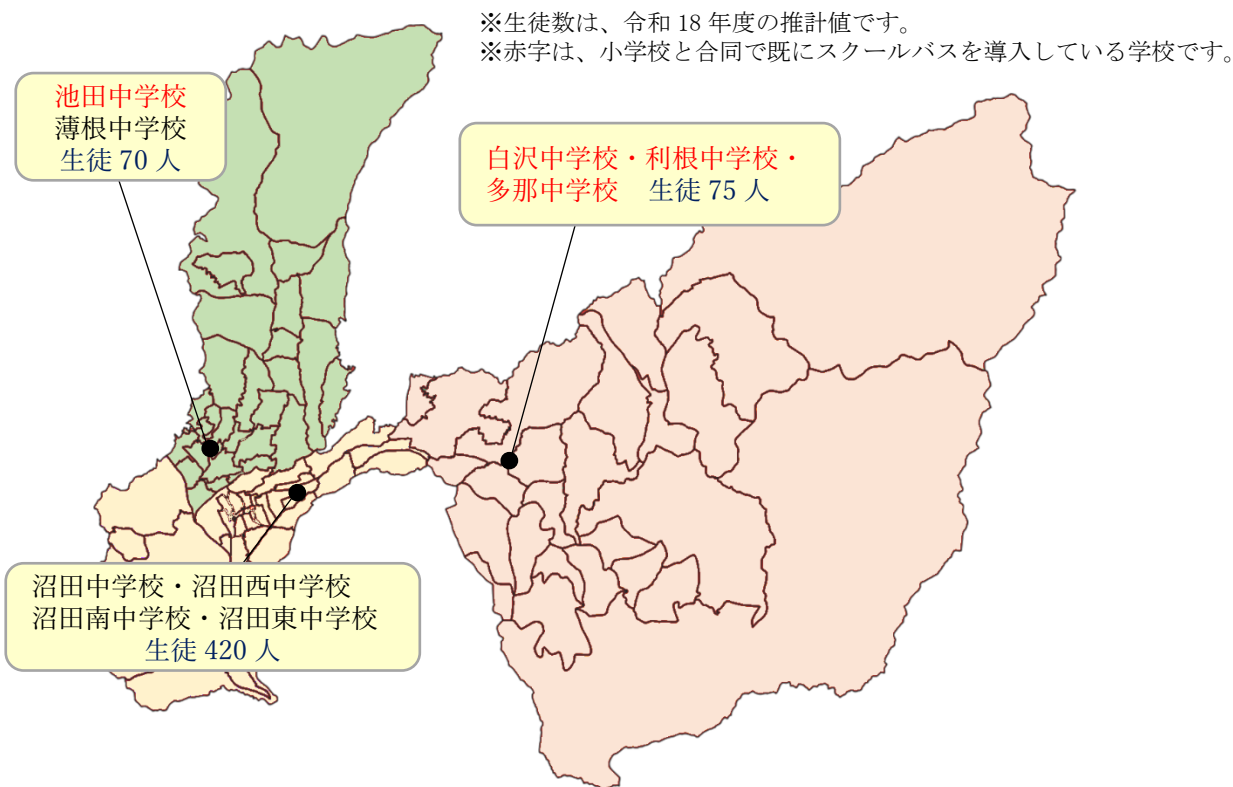 ※生徒数は、令和 18 年度の推計値です。
※赤字は、小学校と合同で既にスクールバスを導入している学校です。
池田中学校
薄根中学校
生徒 70 人
白沢中学校・利根中学校・
多那中学校 生徒 75 人
沼田中学校・沼田西中学校
沼田南中学校・沼田東中学校
生徒 420 人